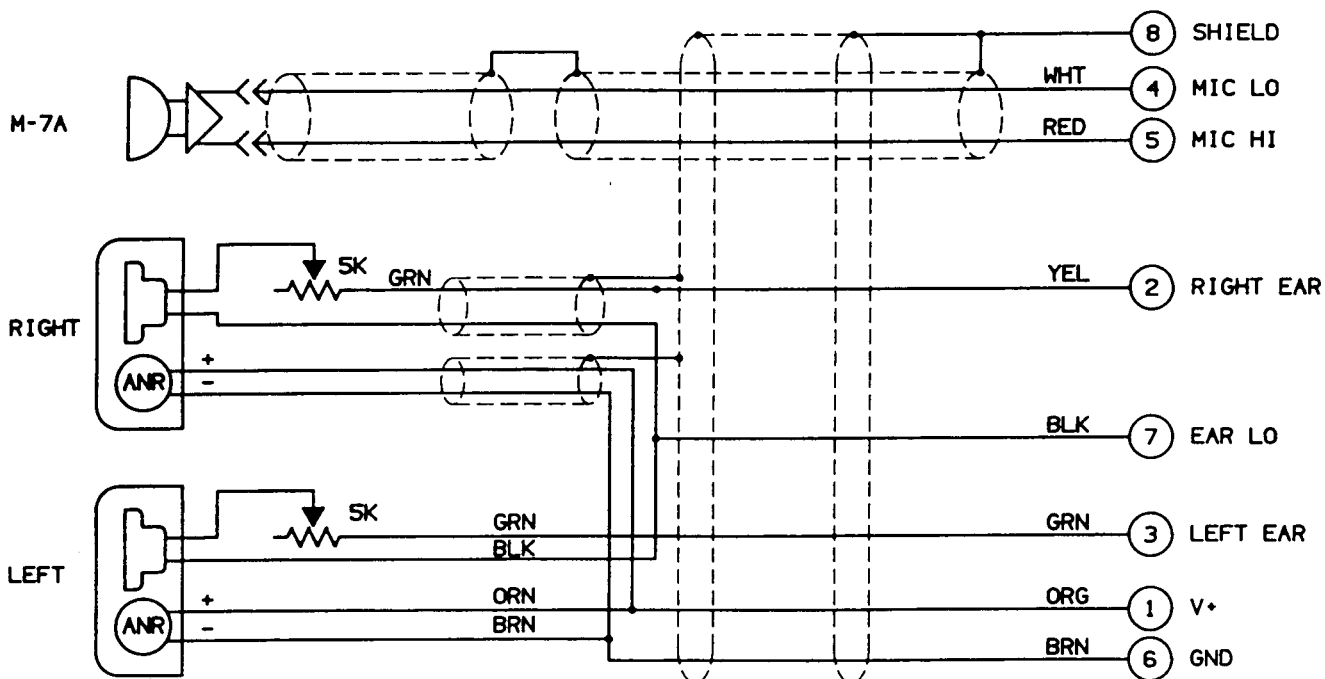 8 SHIELD
WHT 4 MIC LO
M-7A
RED 5 MIC HI
5K GRN YEL 2 RIGHT EAR
RIGHT
+
ANR -
BLK 7 EAR LO
5K GRN GRN 3 LEFT EAR
BLK
LEFT
+ ORN ORG 1 V+
ANR - BRN
BRN 6 GND